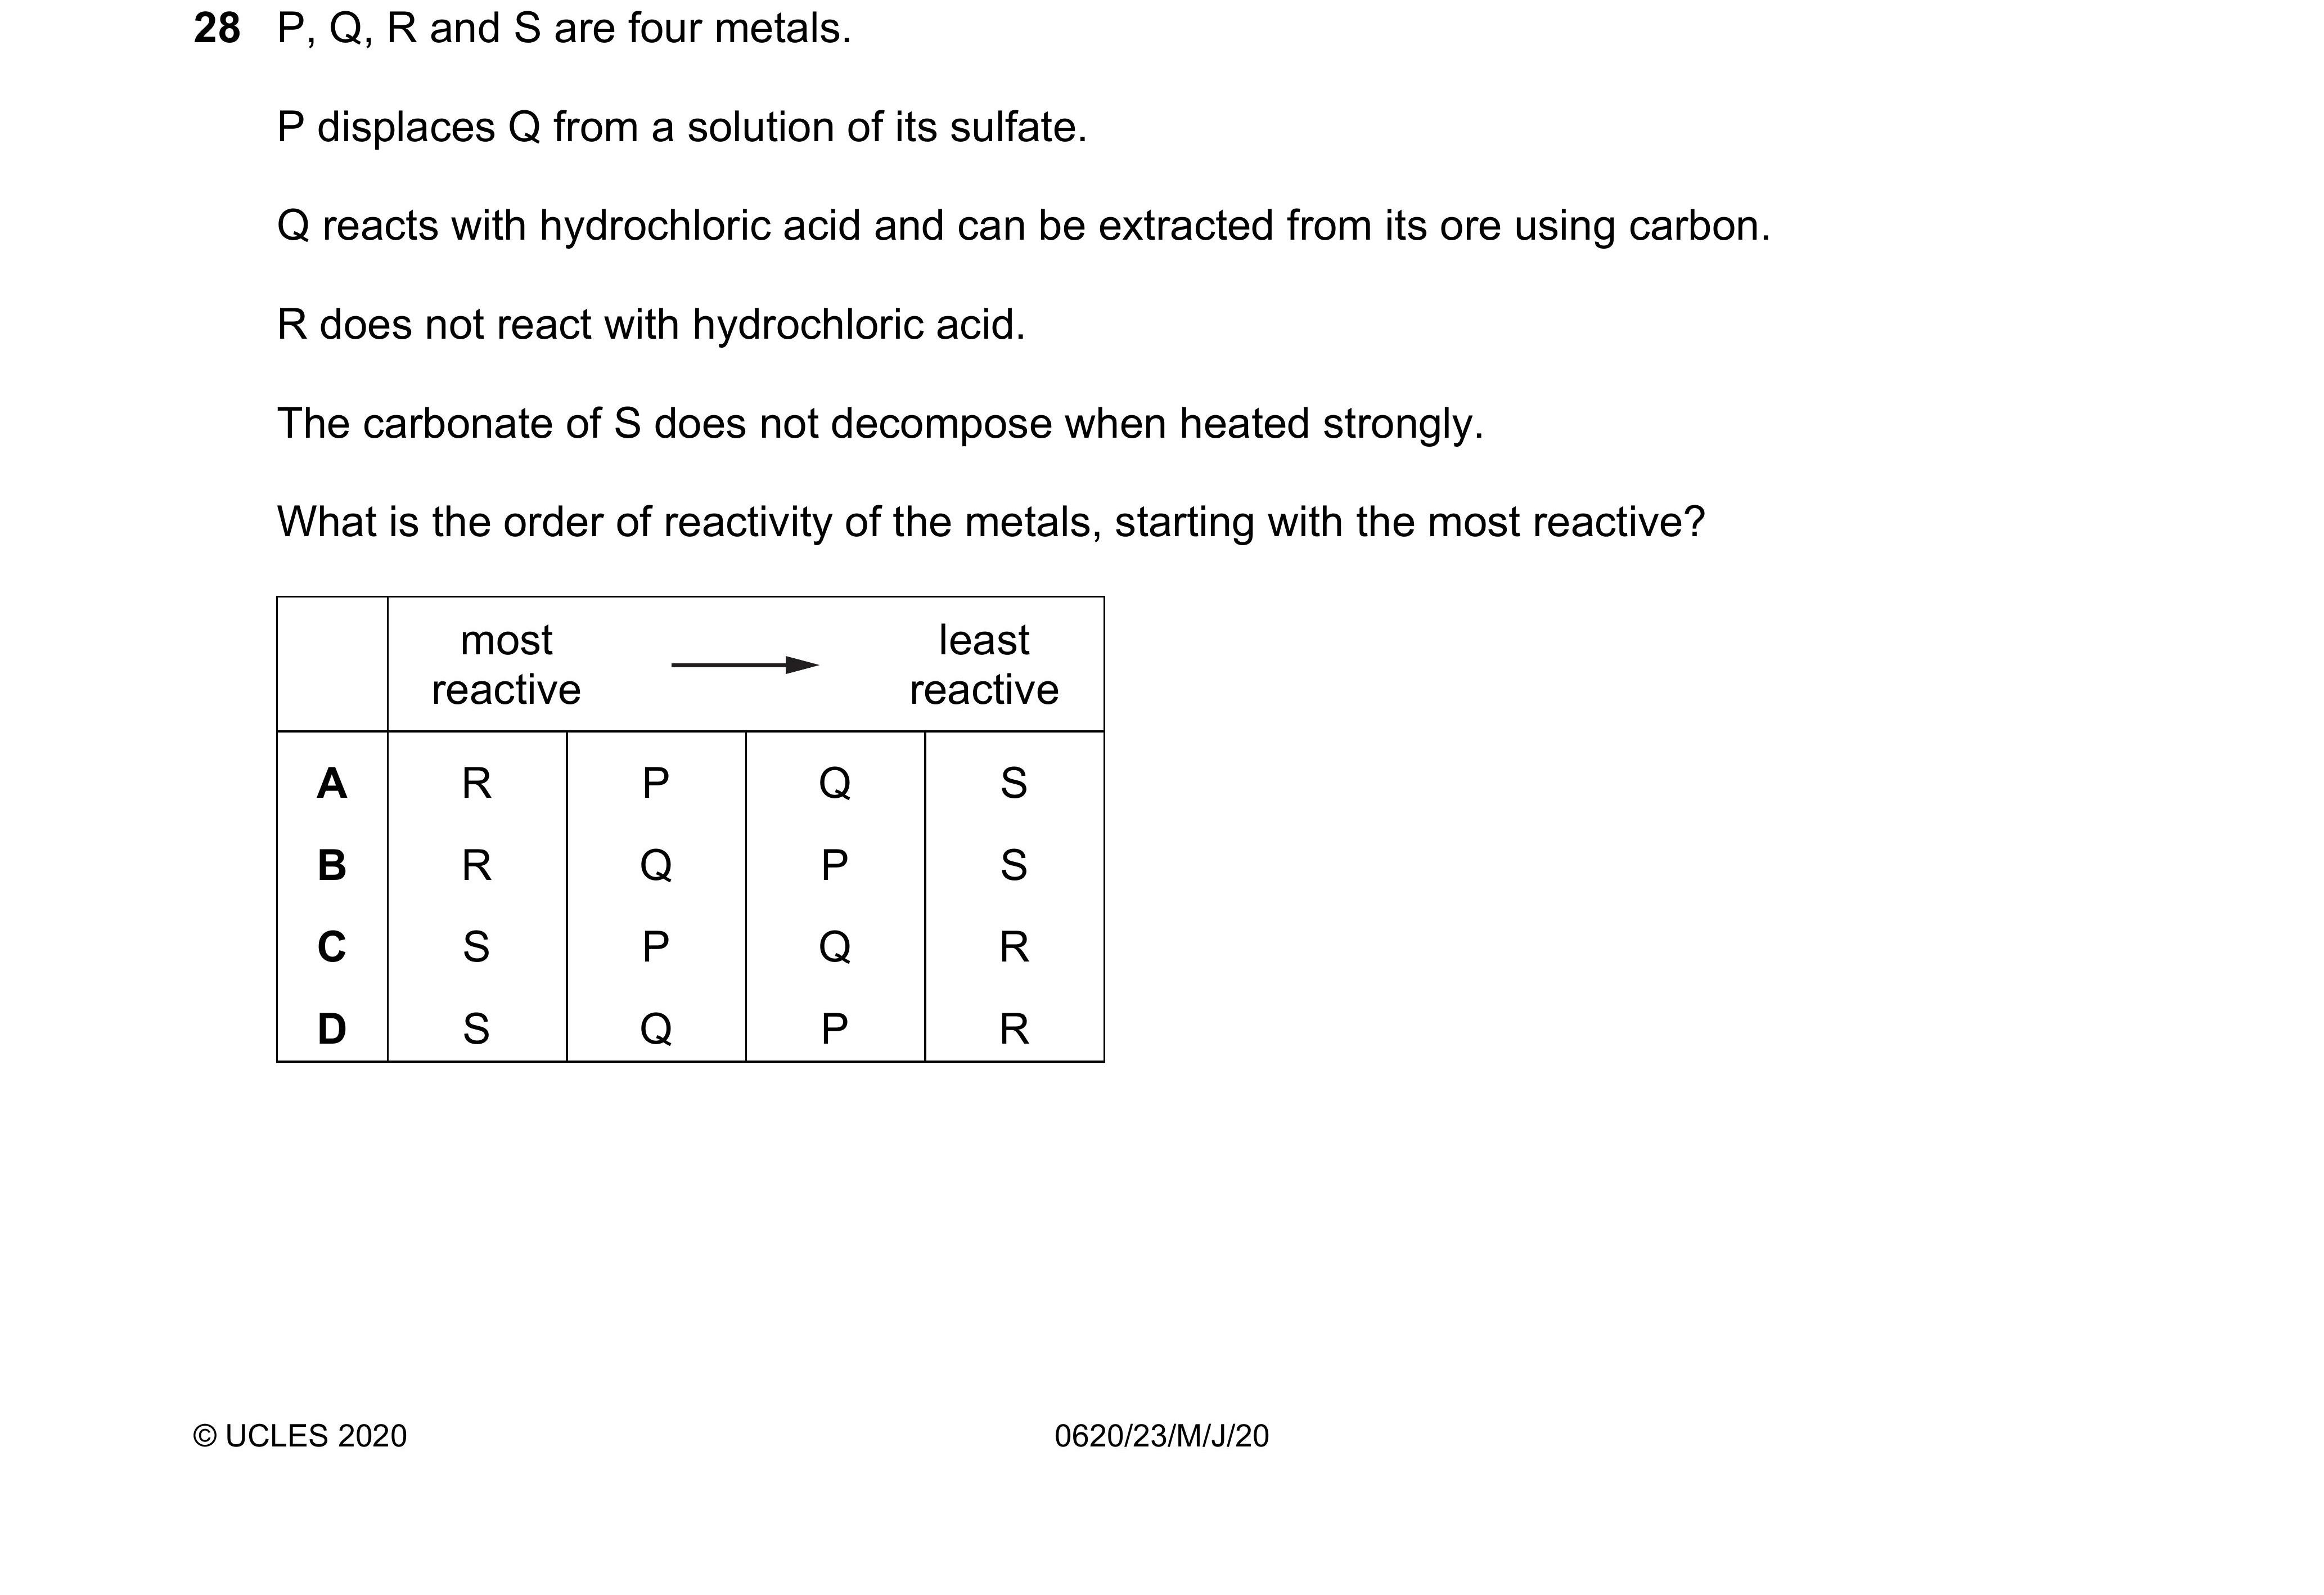 28 P, Q, R and S are four metals.
P displaces Q from a solution of its sulfate.
Q reacts with hydrochloric acid and can be extracted from its ore using carbon.
R does not react with hydrochloric acid.
The carbonate of S does not decompose when heated strongly.
What is the order of reactivity of the metals, starting with the most reactive?
most reactive least reactive
A R P Q S
B R Q P S
C S P Q R
D S Q P R
© UCLES 2020 0620/23/M/J/20